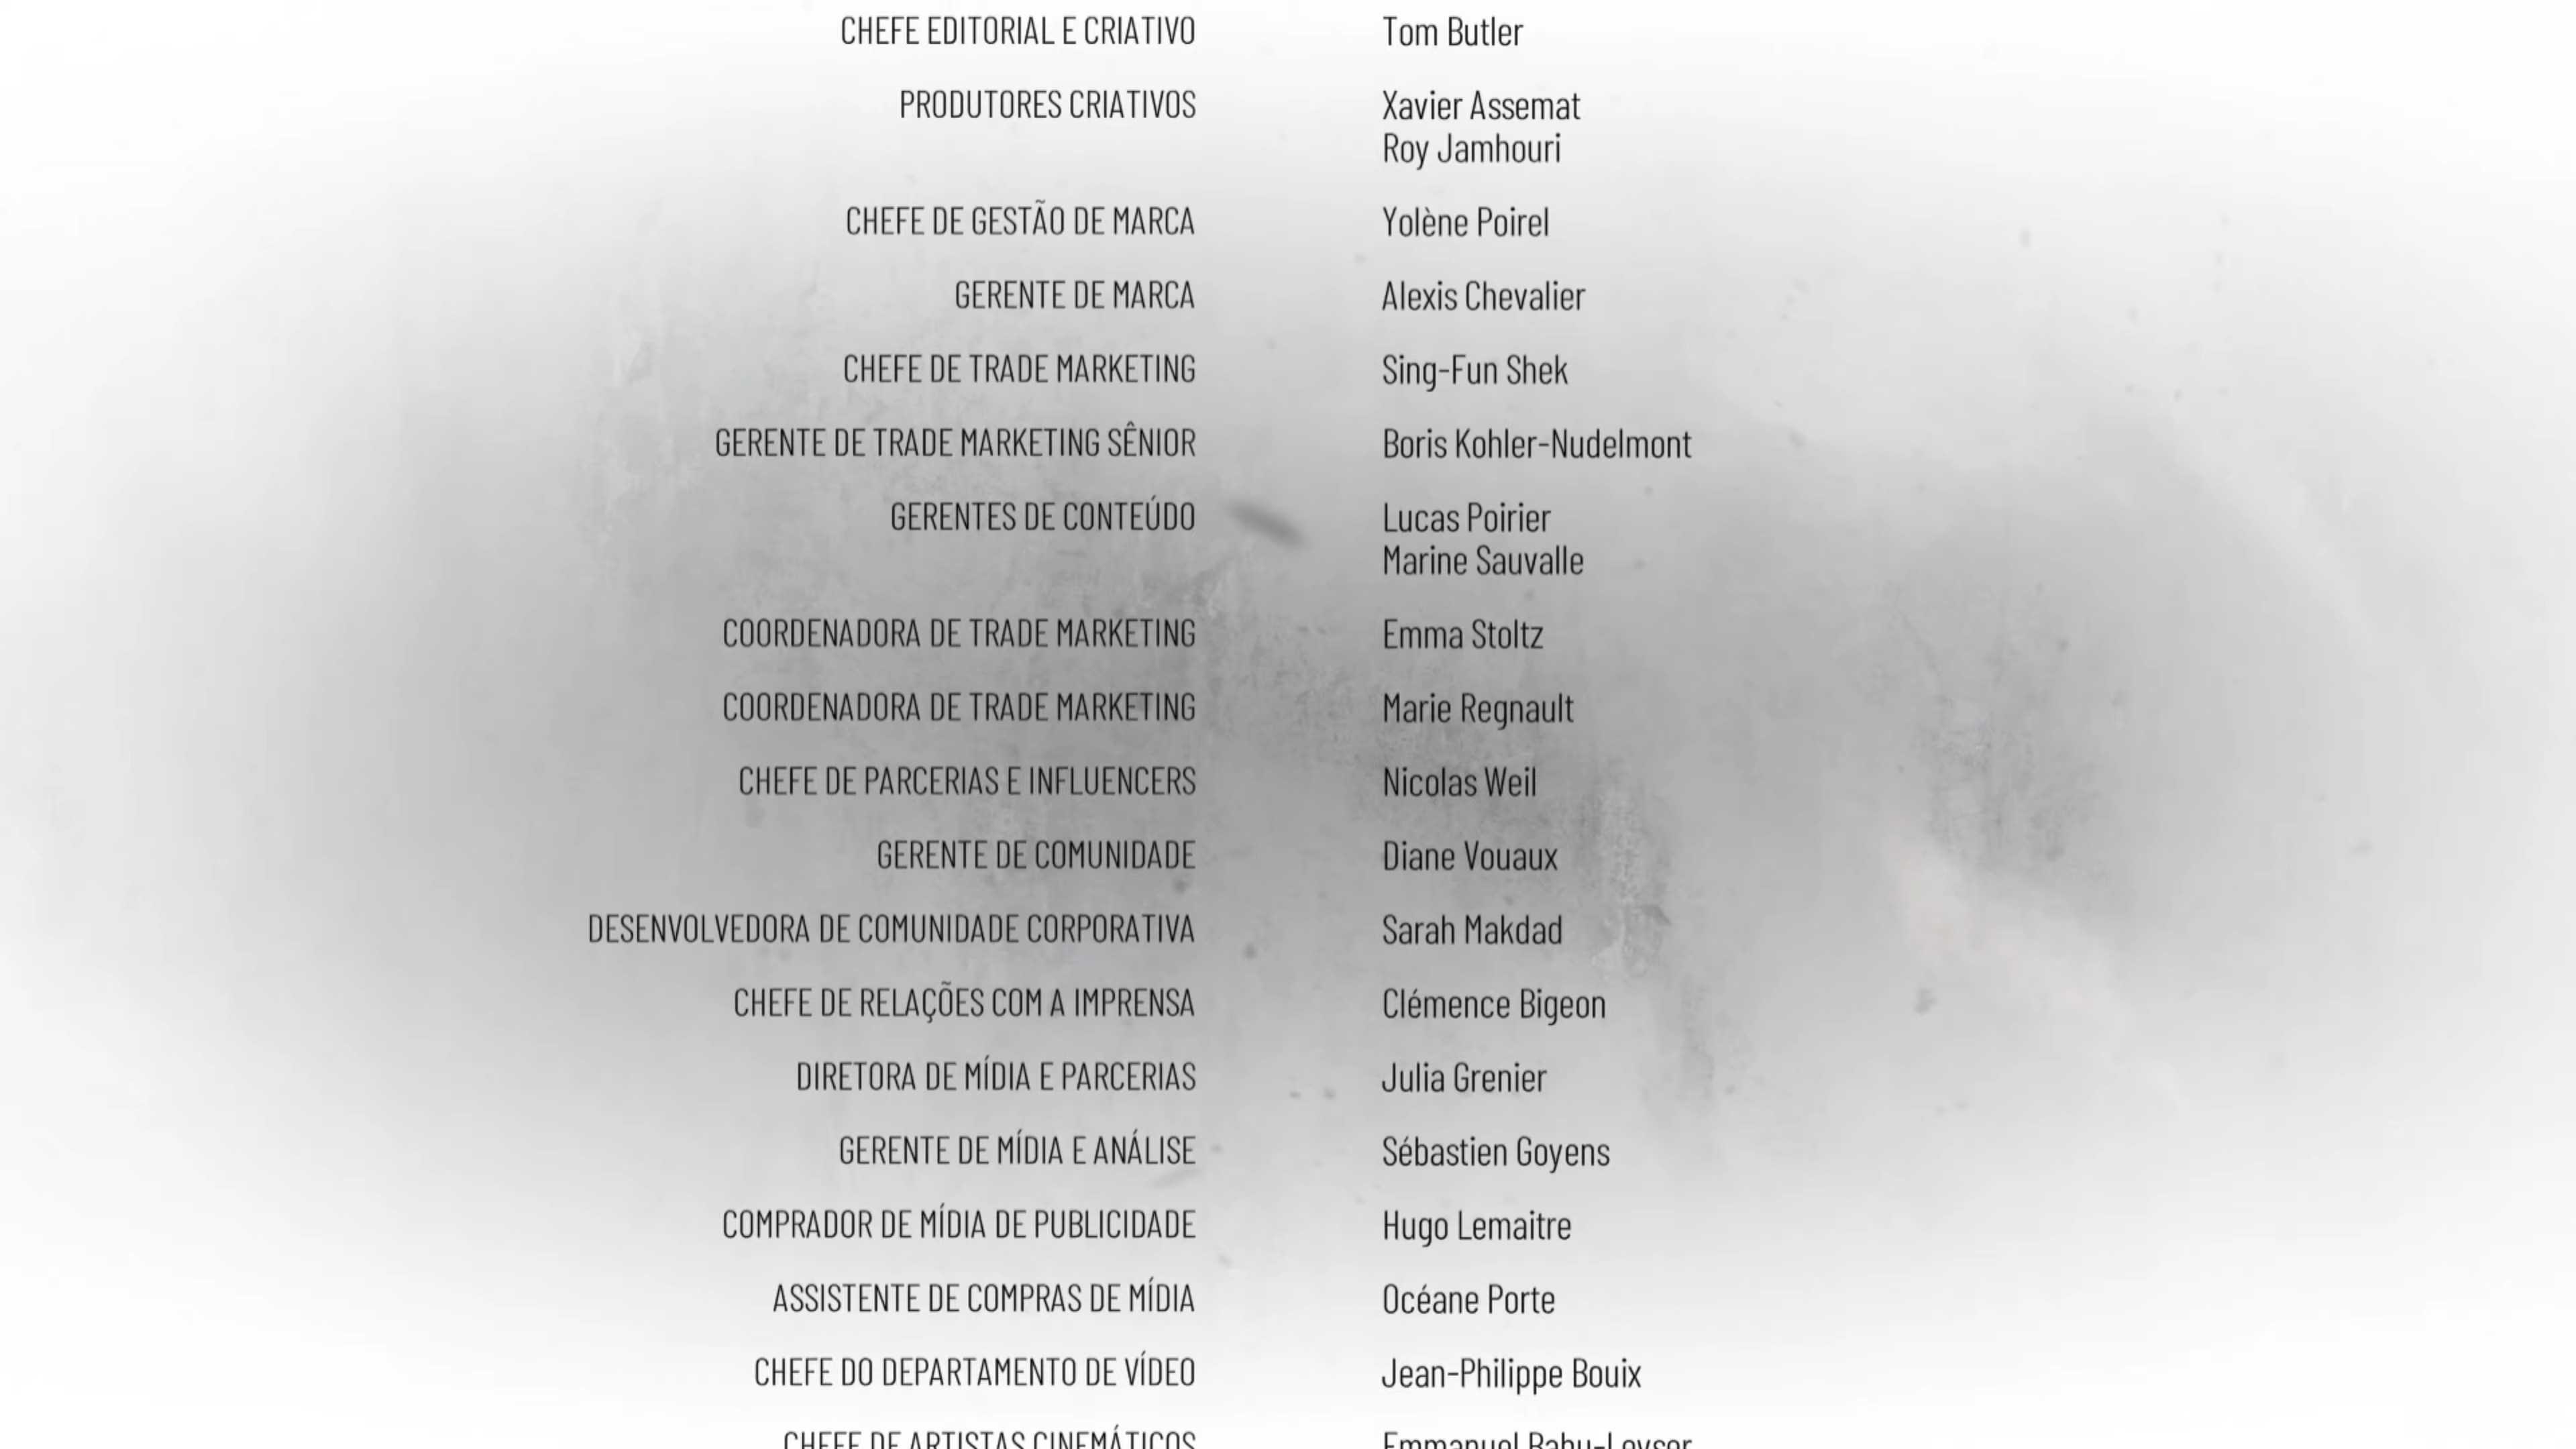 CHEFE EDITORIAL E CRIATIVO Tom Butler
PRODUTORES CRIATIVOS Xavier Assemat
Roy Jamhouri
CHEFE DE GESTÃO DE MARCA Yolène Poirel
GERENTE DE MARCA Alexis Chevalier
CHEFE DE TRADE MARKETING Sing-Fun Shek
GERENTE DE TRADE MARKETING SÊNIOR Boris Kohler-Nudelmont
GERENTES DE CONTEÚDO Lucas Poirier
Marine Sauvalle
COORDENADORA DE TRADE MARKETING Emma Stoltz
COORDENADORA DE TRADE MARKETING Marie Regnault
CHEFE DE PARCERIAS E INFLUENCERS Nicolas Weil
GERENTE DE COMUNIDADE Diane Vouaux
DESENVOLVEDORA DE COMUNIDADE CORPORATIVA Sarah Makdad
CHEFE DE RELAÇÕES COM A IMPRENSA Clémence Bigeon
DIRETORA DE MÍDIA E PARCERIAS Julia Grenier
GERENTE DE MÍDIA E ANÁLISE Sébastien Goyens
COMPRADOR DE MÍDIA DE PUBLICIDADE Hugo Lemaitre
ASSISTENTE DE COMPRAS DE MÍDIA Océane Porte
CHEFE DO DEPARTAMENTO DE VÍDEO Jean-Philippe Bouix
CHEFE DE ARTISTAS CINEMÁTICOS Emmanuel